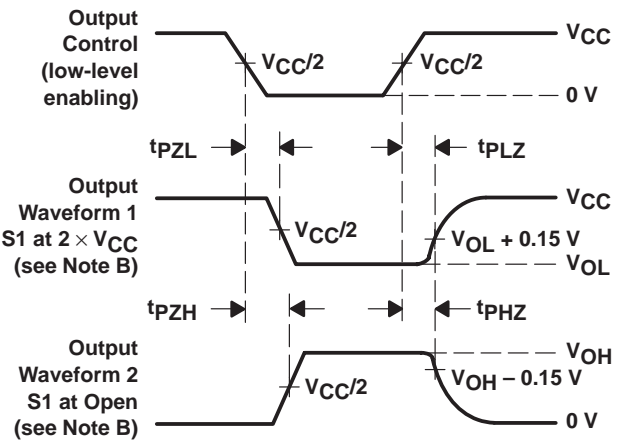 Output
Control
(low-level
enabling)
VCC/2
VCC/2
VCC
0 V
tPZL
tPLZ
Output
Waveform 1
S1 at 2 × VCC
(see Note B)
VCC/2
VCC
VOL + 0.15 V
VOL
tPZH
tPHZ
Output
Waveform 2
S1 at Open
(see Note B)
VCC/2
VOH
VOH – 0.15 V
0 V